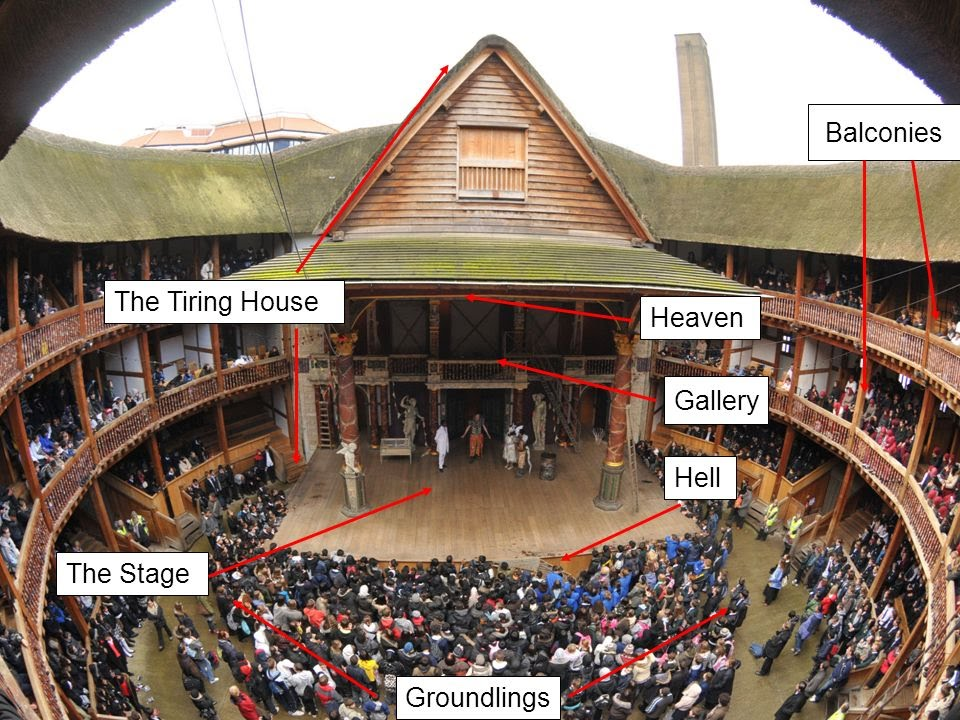 Balconies
The Tiring House
Heaven
Gallery
Hell
The Stage
Groundlings